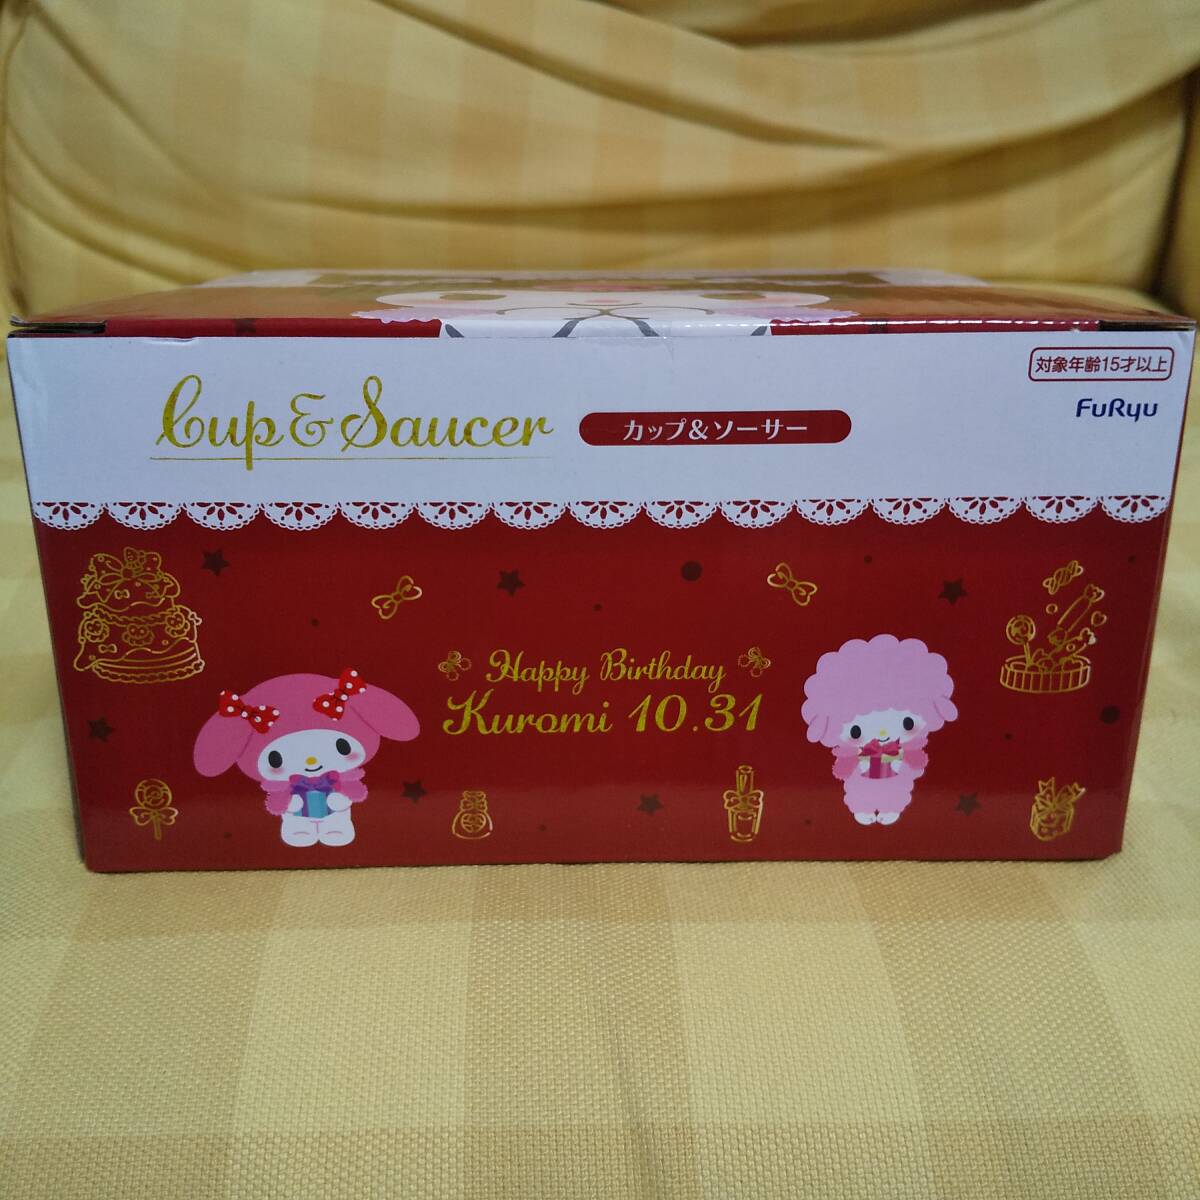 対象年齢15才以上
FuRyu
Cup & Saucer
カップ&ソーサー
Happy Birthday
Kuromi 10.31